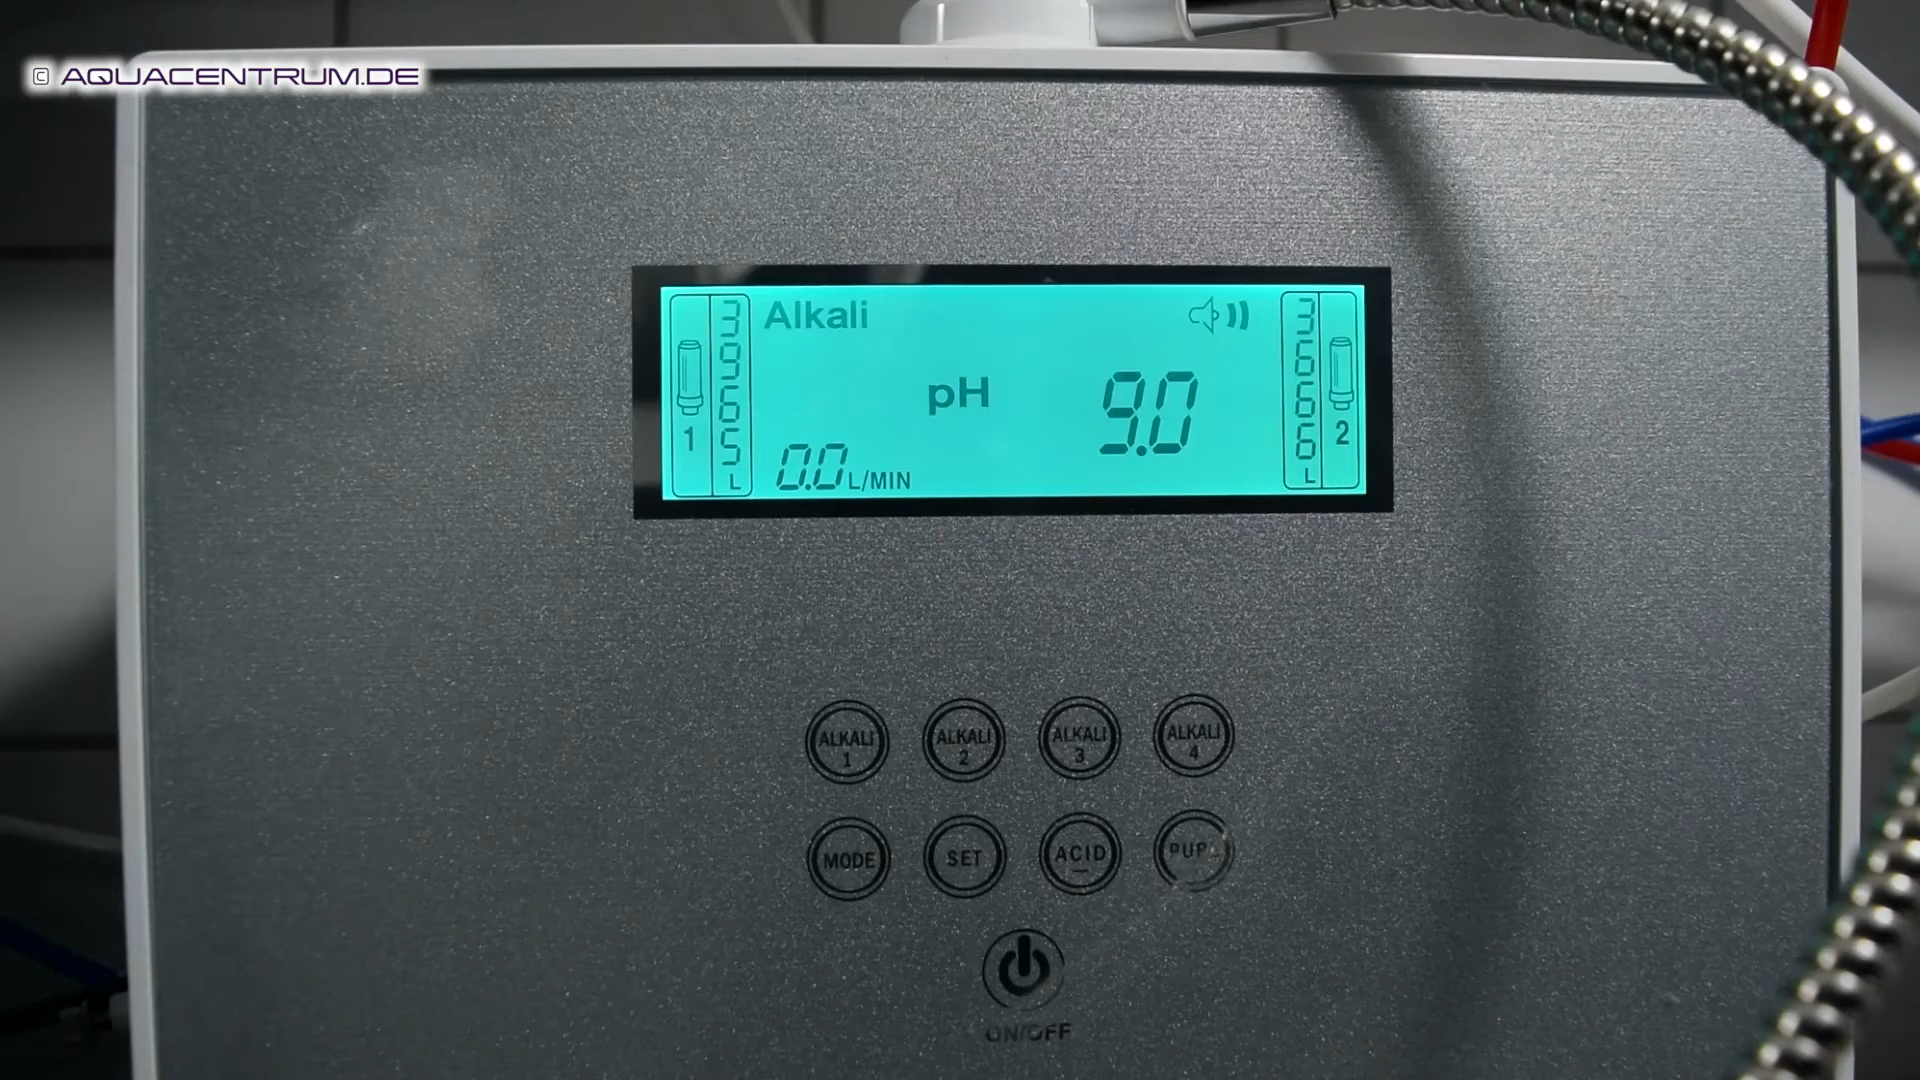 © AQUACENTRUM.DE
Alkali
3965 L
1
pH 9.0
0.0 L/MIN
3666 L
2
ALKALI 1
ALKALI 2
ALKALI 3
ALKALI 4
MODE
SET
ACID
–
ON/OFF